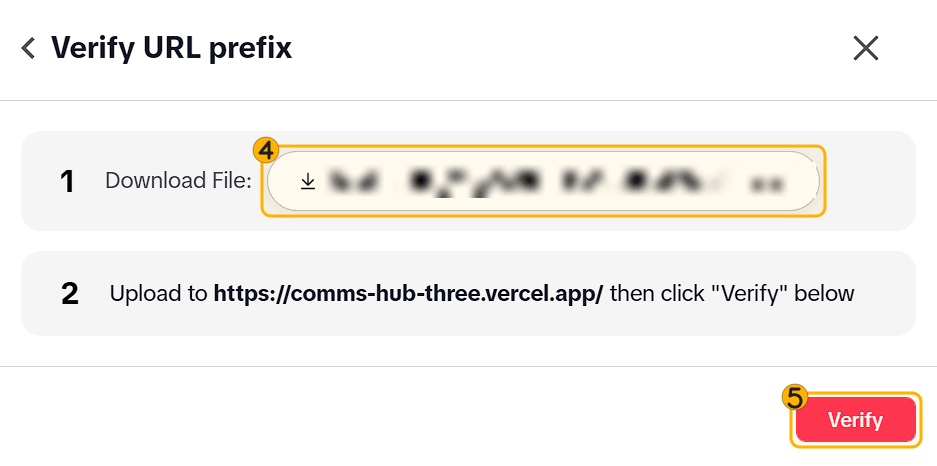 Verify URL prefix
4
1 Download File:
2 Upload to https://comms-hub-three.vercel.app/ then click "Verify" below
5
Verify